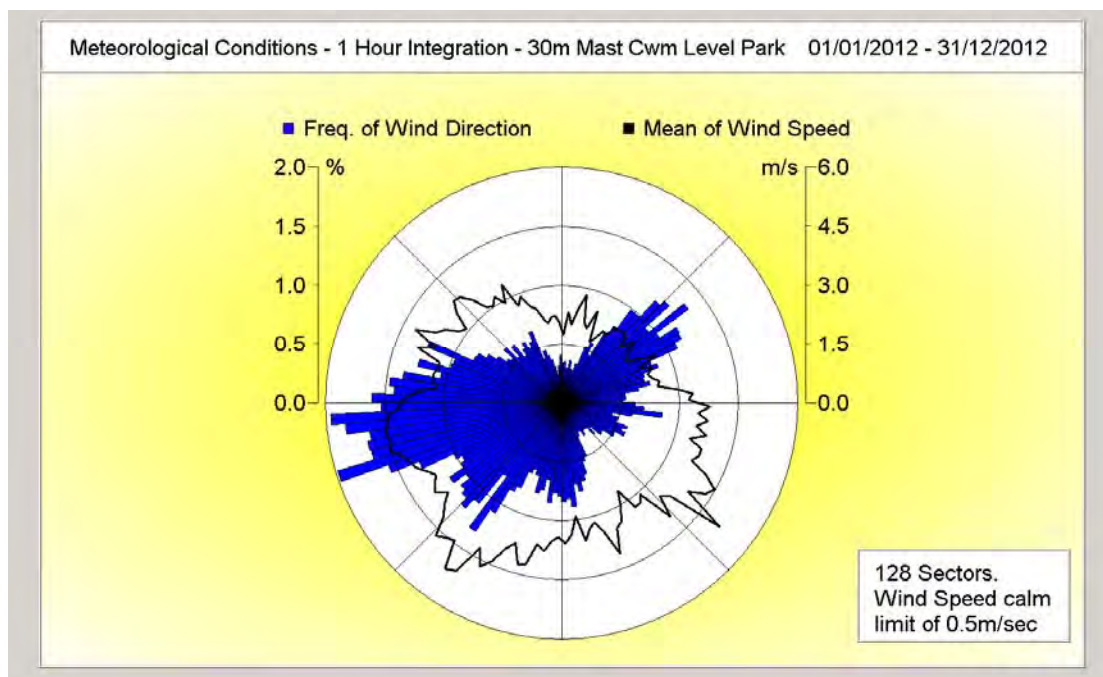 Meteorological Conditions - 1 Hour Integration - 30m Mast Cwm Level Park 01/01/2012 - 31/12/2012
Freq. of Wind Direction
Mean of Wind Speed
2.0 %
1.5
1.0
0.5
0.0
m/s 6.0
4.5
3.0
1.5
0.0
128 Sectors.
Wind Speed calm
limit of 0.5m/sec